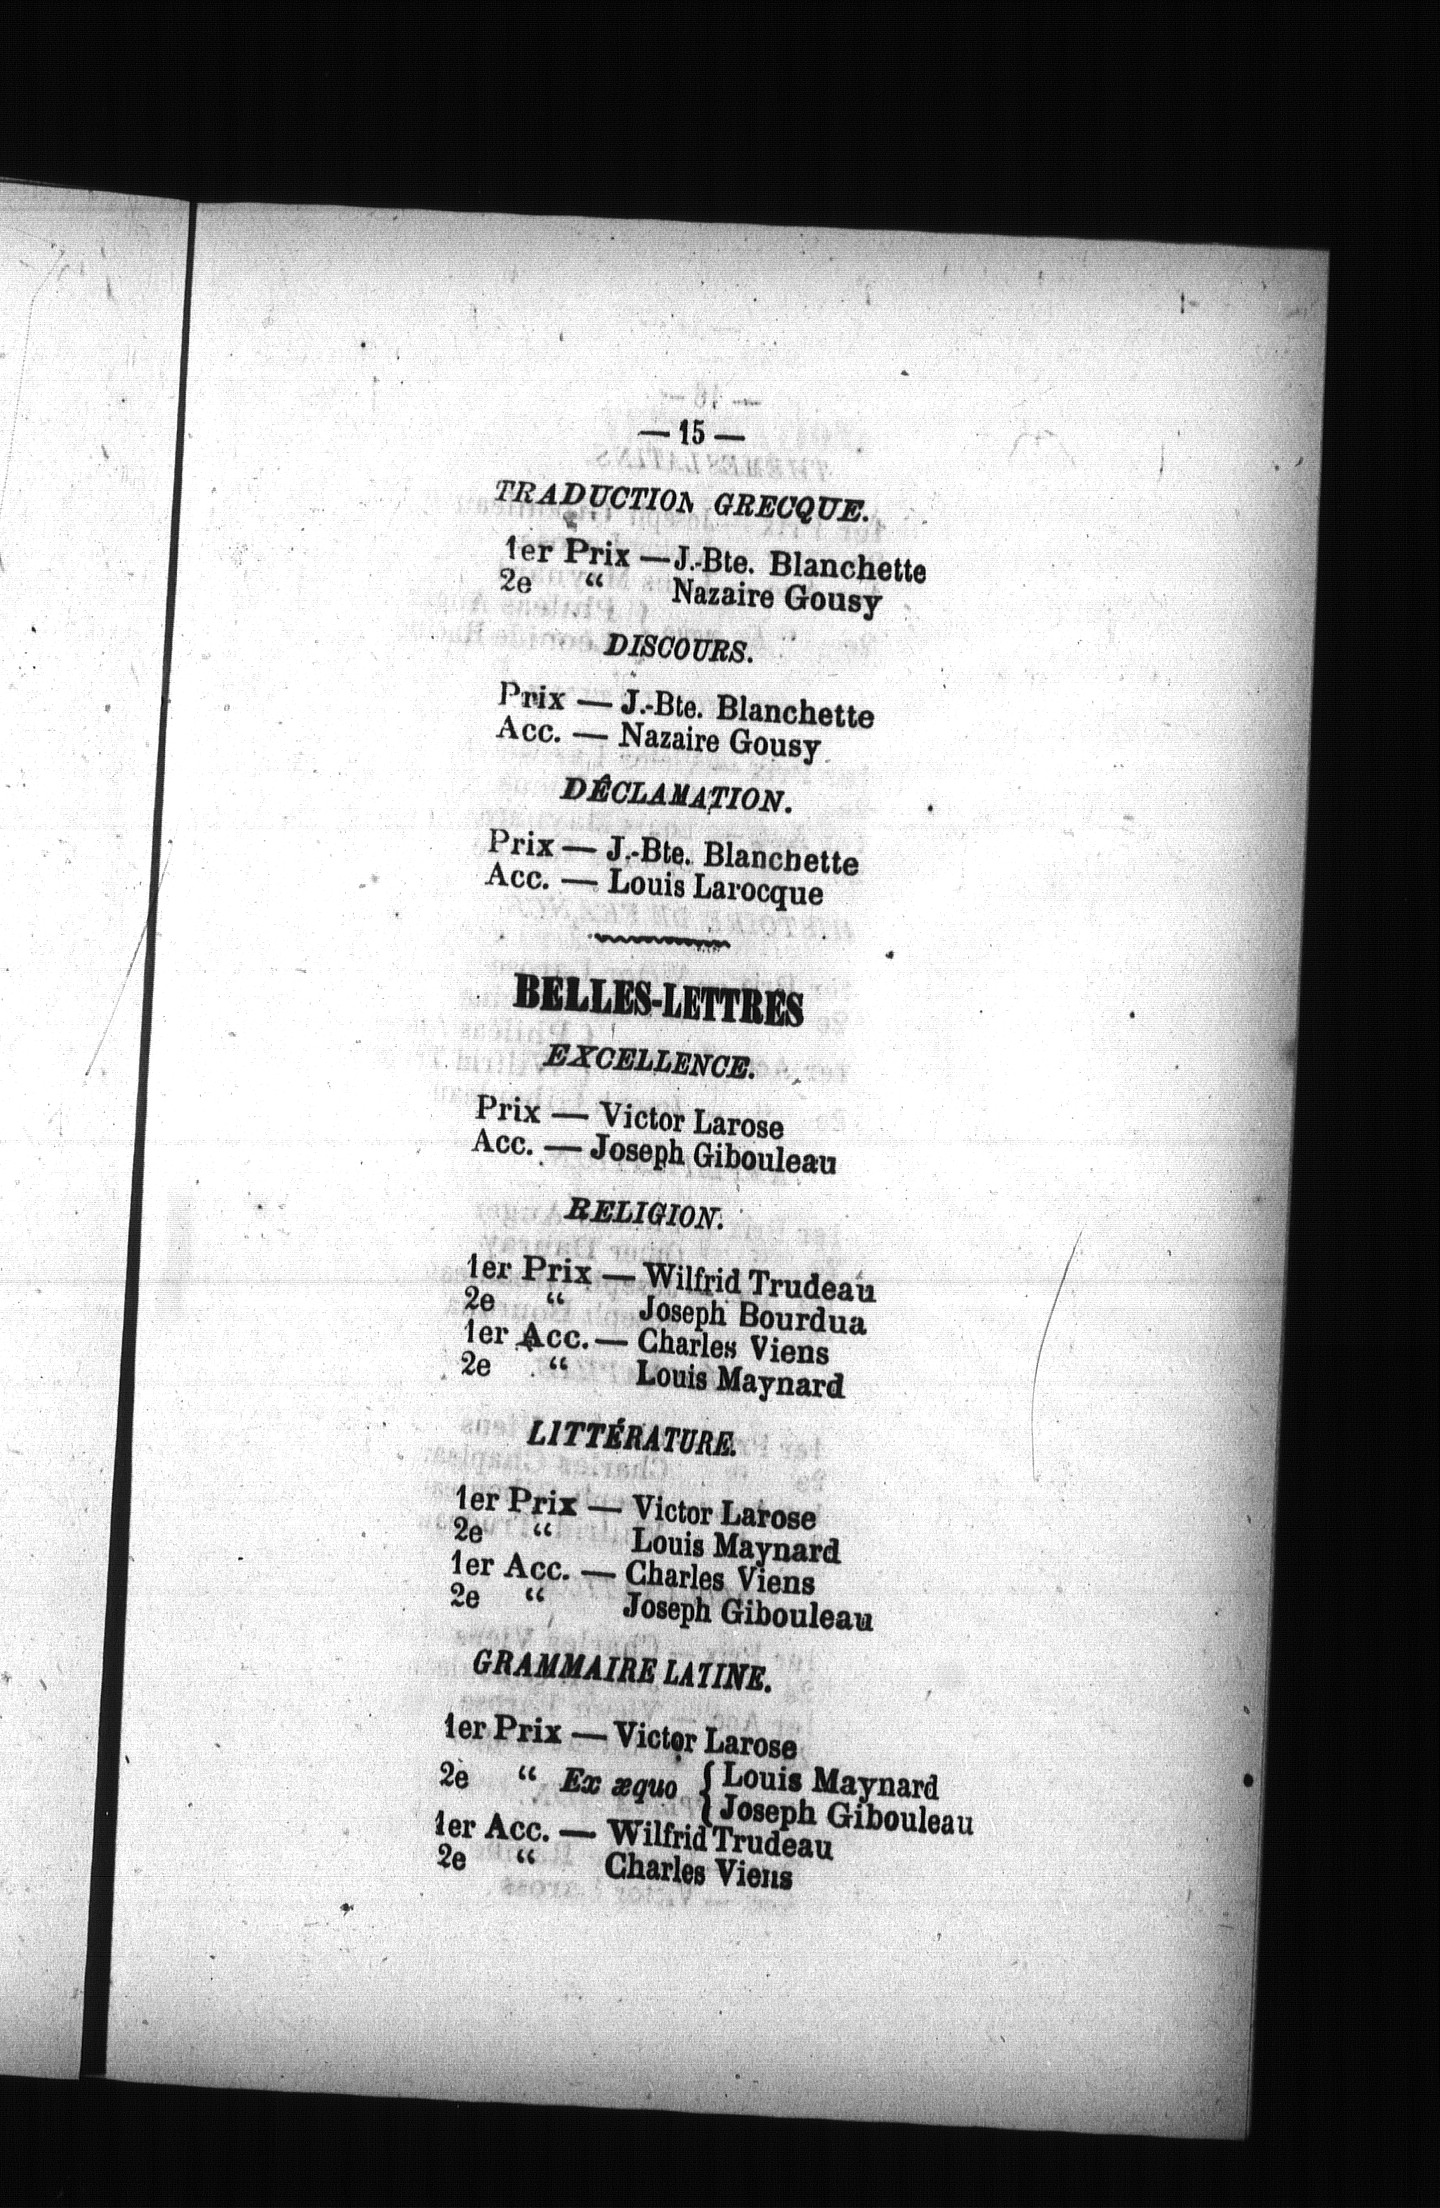 — 15 —
TRADUCTION GRECQUE.
1er Prix — J.-Bte. Blanchette
2e “ Nazaire Gousy
DISCOURS.
Prix — J.-Bte. Blanchette
Acc. — Nazaire Gousy
DÊCLAMATION.
Prix — J.-Bte. Blanchette
Acc. — Louis Larocque
BELLES-LETTRES
EXCELLENCE.
Prix — Victor Larose
Acc. — Joseph Gibouleau
RELIGION.
1er Prix — Wilfrid Trudeau
2e “ Joseph Bourdua
1er Acc. — Charles Viens
2e “ Louis Maynard
LITTÉRATURE.
1er Prix — Victor Larose
2e “ Louis Maynard
1er Acc. — Charles Viens
2e “ Joseph Gibouleau
GRAMMAIRE LATINE.
1er Prix — Victor Larose
2e “ Ex æquo { Louis Maynard
Joseph Gibouleau
1er Acc. — Wilfrid Trudeau
2e “ Charles Viens